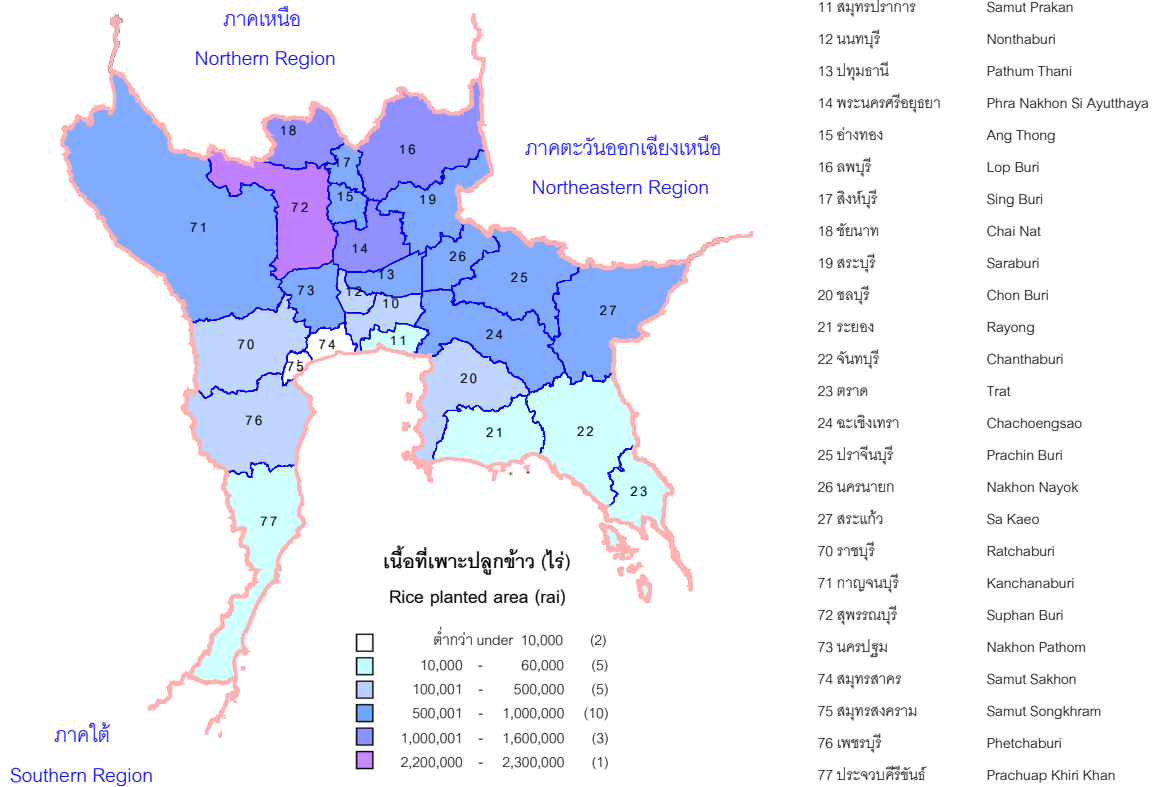 ภาคเหนือ
Northern Region
ภาคตะวันออกเฉียงเหนือ
Northeastern Region
18
16
17
15
19
72
71
14
26
13
25
73
12
10
27
24
11
74
70
75
20
76
21
22
23
77
เนื้อที่เพาะปลูกข้าว (ไร่)
Rice planted area (rai)
ต่ำกว่า under 10,000 (2)
10,000 - 60,000 (5)
100,001 - 500,000 (5)
500,001 - 1,000,000 (10)
1,000,001 - 1,600,000 (3)
2,200,000 - 2,300,000 (1)
ภาคใต้
Southern Region
11 สมุทรปราการ Samut Prakan
12 นนทบุรี Nonthaburi
13 ปทุมธานี Pathum Thani
14 พระนครศรีอยุธยา Phra Nakhon Si Ayutthaya
15 อ่างทอง Ang Thong
16 ลพบุรี Lop Buri
17 สิงห์บุรี Sing Buri
18 ชัยนาท Chai Nat
19 สระบุรี Saraburi
20 ชลบุรี Chon Buri
21 ระยอง Rayong
22 จันทบุรี Chanthaburi
23 ตราด Trat
24 ฉะเชิงเทรา Chachoengsao
25 ปราจีนบุรี Prachin Buri
26 นครนายก Nakhon Nayok
27 สระแก้ว Sa Kaeo
70 ราชบุรี Ratchaburi
71 กาญจนบุรี Kanchanaburi
72 สุพรรณบุรี Suphan Buri
73 นครปฐม Nakhon Pathom
74 สมุทรสาคร Samut Sakhon
75 สมุทรสงคราม Samut Songkhram
76 เพชรบุรี Phetchaburi
77 ประจวบคีรีขันธ์ Prachuap Khiri Khan